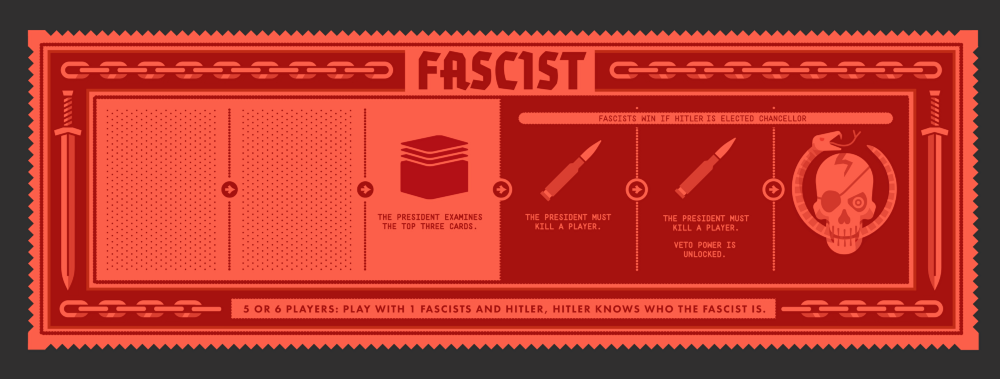 FASCIST
FASCISTS WIN IF HITLER IS ELECTED CHANCELLOR
THE PRESIDENT EXAMINES
THE TOP THREE CARDS.
THE PRESIDENT MUST
KILL A PLAYER.
THE PRESIDENT MUST
KILL A PLAYER.
VETO POWER IS
UNLOCKED.
5 OR 6 PLAYERS: PLAY WITH 1 FASCISTS AND HITLER, HITLER KNOWS WHO THE FASCIST IS.